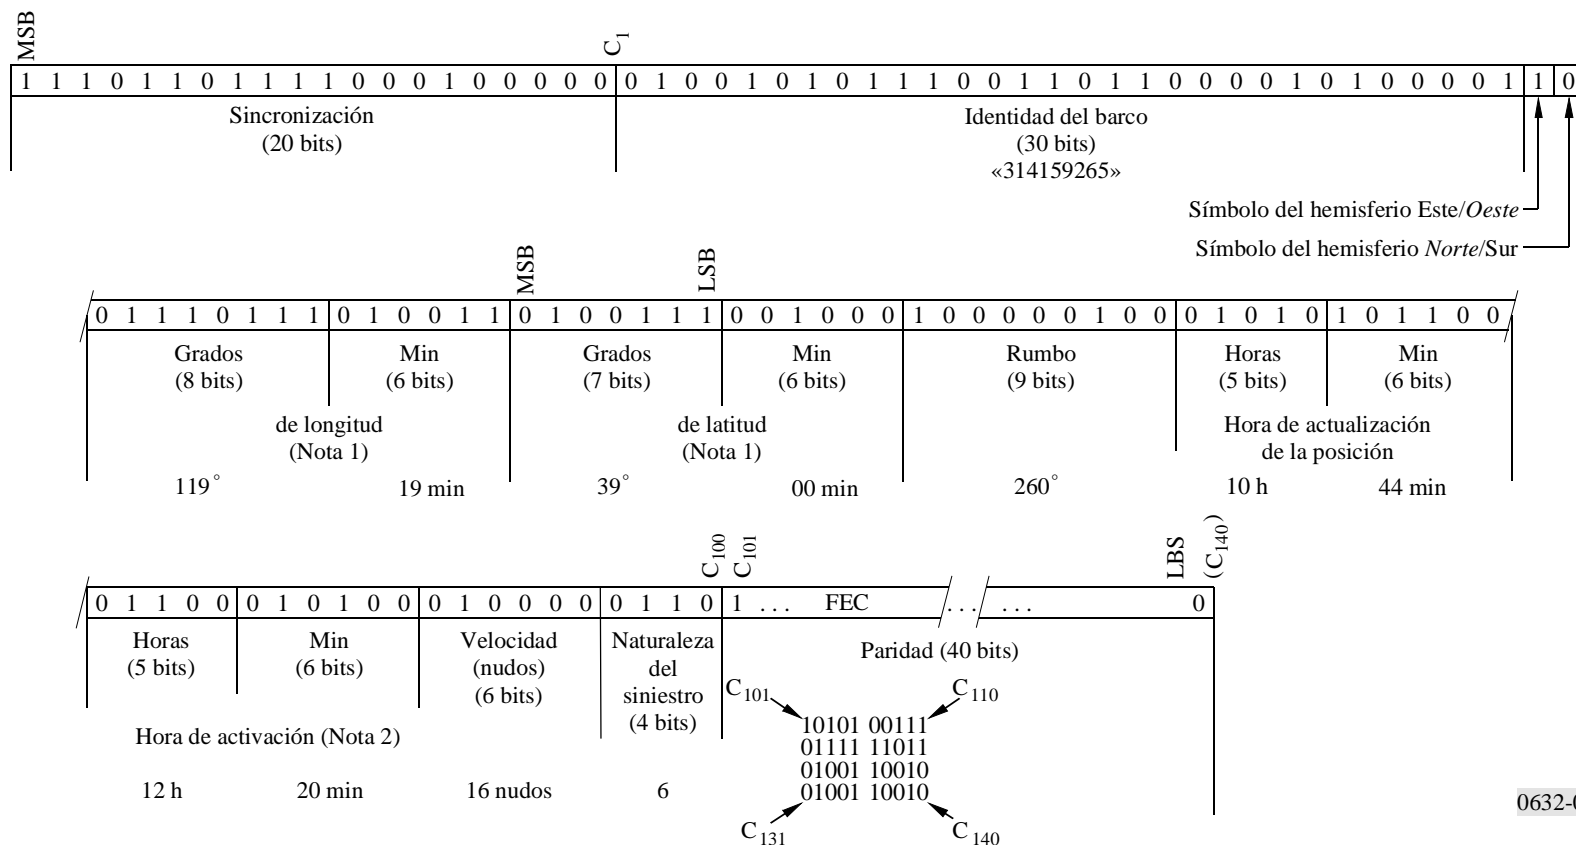 MSB
C1
1 1 1 0 1 1 0 1 1 1 1 0 0 0 1 0 0 0 0 0 0 1 0 0 1 0 1 0 1 1 1 0 0 1 1 0 1 1 0 0 0 0 1 0 1 0 0 0 0 1 1 0
Sincronización
(20 bits)
Identidad del barco
(30 bits)
«314159265»
Símbolo del hemisferio Este/Oeste
Símbolo del hemisferio Norte/Sur
MSB
LSB
0 1 1 1 0 1 1 1 0 1 0 0 1 1 0 1 0 0 1 1 1 0 0 1 0 0 0 1 0 0 0 0 0 1 0 0 0 1 0 1 0 1 0 1 1 0 0
Grados
(8 bits)
Min
(6 bits)
Grados
(7 bits)
Min
(6 bits)
Rumbo
(9 bits)
Horas
(5 bits)
Min
(6 bits)
de longitud
(Nota 1)
de latitud
(Nota 1)
Hora de actualización
de la posición
119° 19 min 39° 00 min 260° 10 h 44 min
C100
C101
LBS
(C140)
0 1 1 0 0 0 1 0 1 0 0 0 1 0 0 0 0 0 1 1 0 1 ... FEC ... ... 0
Horas
(5 bits)
Min
(6 bits)
Velocidad
(nudos)
(6 bits)
Naturaleza
del
siniestro
(4 bits)
Paridad (40 bits)
Hora de activación (Nota 2)
12 h 20 min 16 nudos 6
C101
C110
10101 00111
01111 11011
01001 10010
01001 10010
C131
C140